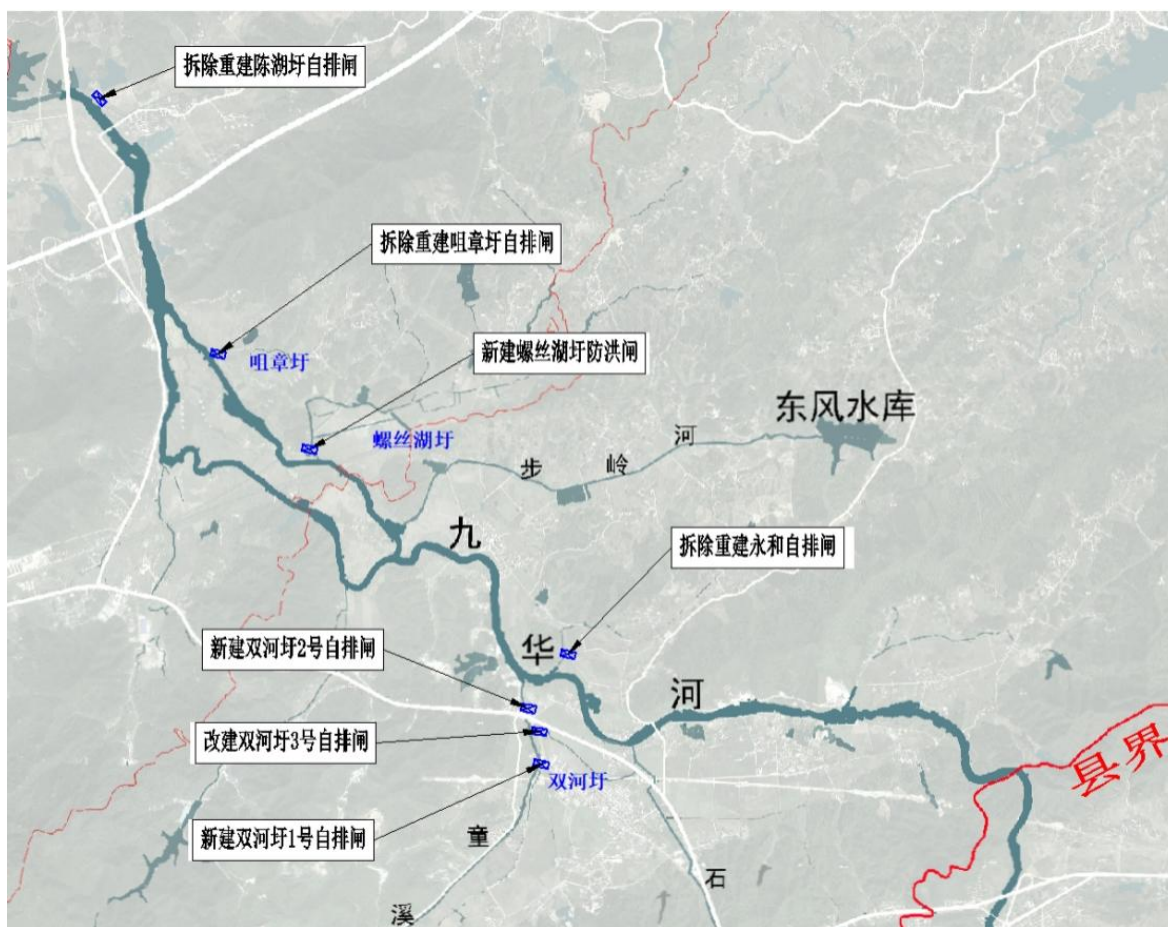 拆除重建陈湖圩自排闸
拆除重建咀章圩自排闸
咀章圩
新建螺丝湖圩防洪闸
螺丝湖圩
东风水库
步岭河
九华河
拆除重建永和自排闸
新建双河圩2号自排闸
改建双河圩3号自排闸
双河圩
新建双河圩1号自排闸
县界
童溪
石